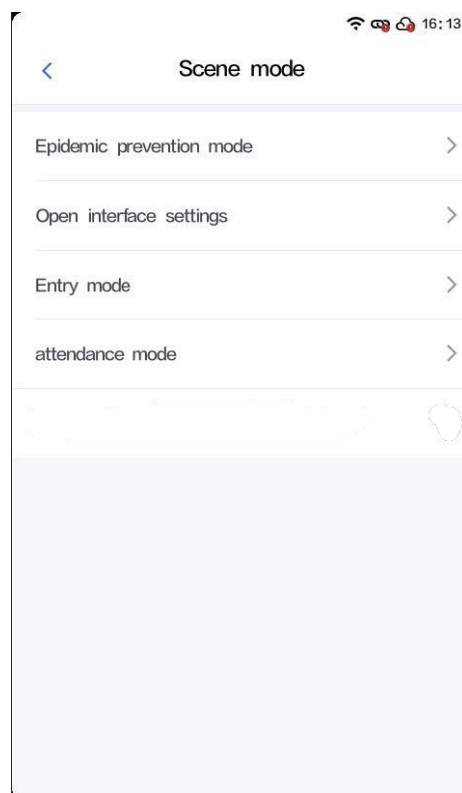 16:13
Scene mode
Epidemic prevention mode
Open interface settings
Entry mode
attendance mode